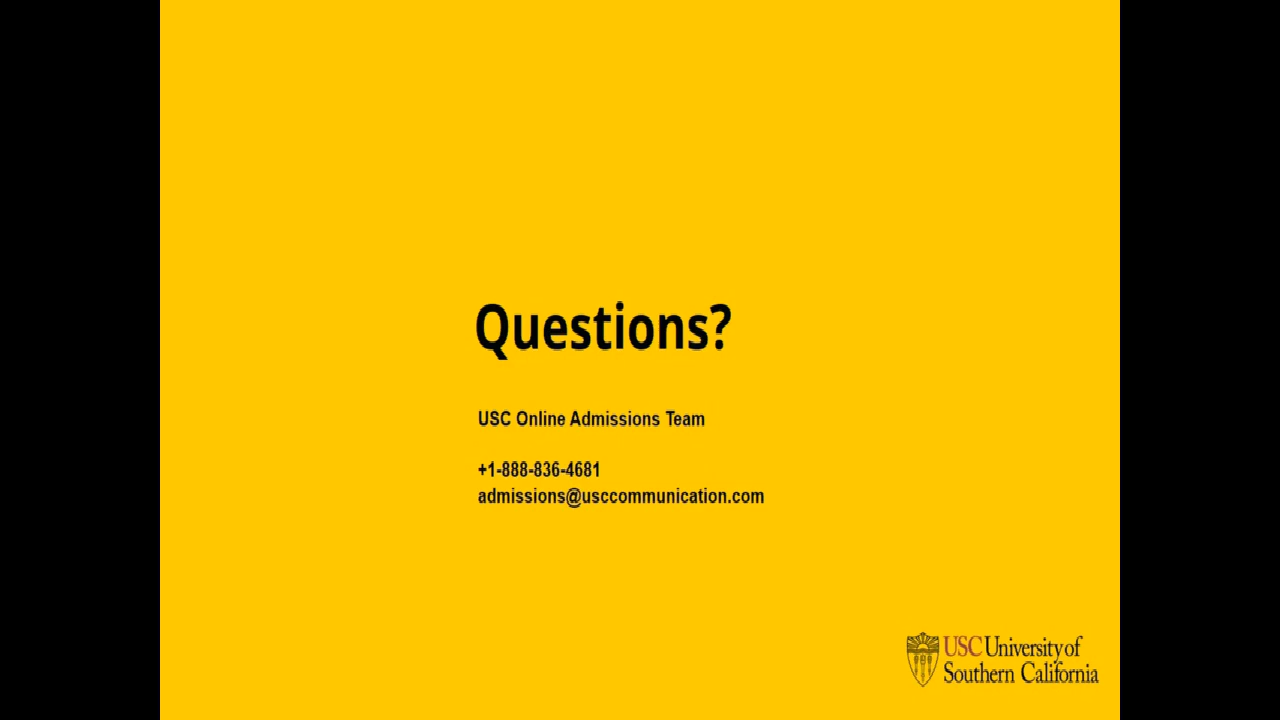 Questions?
USC Online Admissions Team
+1-888-836-4681
admissions@usccommunication.com
USC University of
Southern California